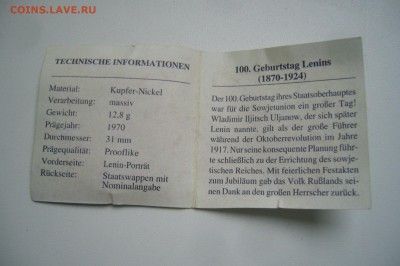 COINS.LAVE.RU
TECHNISCHE INFORMATIONEN
Material: Kupfer-Nickel
Verarbeitung: massiv
Gewicht: 12,8 g
Prägejahr: 1970
Durchmesser: 31 mm
Prägequalität: Prooflike
Vorderseite: Lenin-Porträt
Rückseite: Staatswappen mit
Nominalangabe
100. Geburtstag Lenins
(1870-1924)
Der 100. Geburtstag ihres Staatsoberhauptes
war für die Sowjetunion ein großer Tag!
Wladimir Iljitsch Uljanow, der sich später
Lenin nannte, gilt als der große Führer
während der Oktoberrevolution im Jahre
1917. Nur seine konsequente Planung führ-
te schließlich zu der Errichtung des sowje-
tischen Reiches. Mit feierlichen Festakten
zum Jubiläum gab das Volk Rußlands sei-
nen Dank an den großen Herrscher zurück.